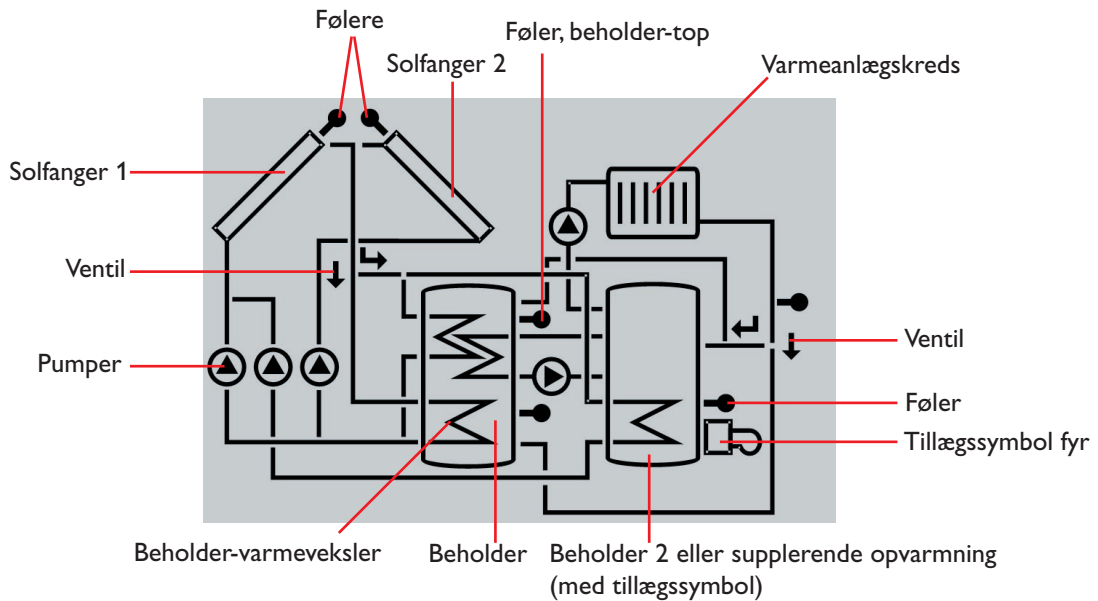 Følere
Føler, beholder-top
Solfanger 2
Varmeanlægskreds
Solfanger 1
Ventil
Ventil
Pumper
Føler
Tillægssymbol fyr
Beholder-varmeveksler
Beholder
Beholder 2 eller supplerende opvarmning
(med tillægssymbol)